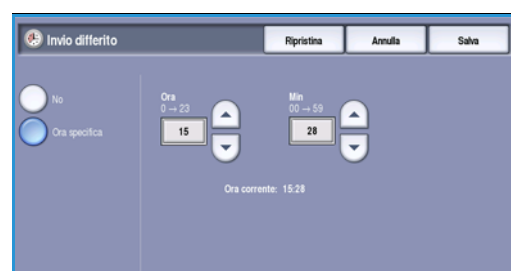 Invio differito
Ripristina
Annulla
Salva
No
Ora specifica
Ora
0 → 23
15
Min
00 → 59
28
Ora corrente: 15:28